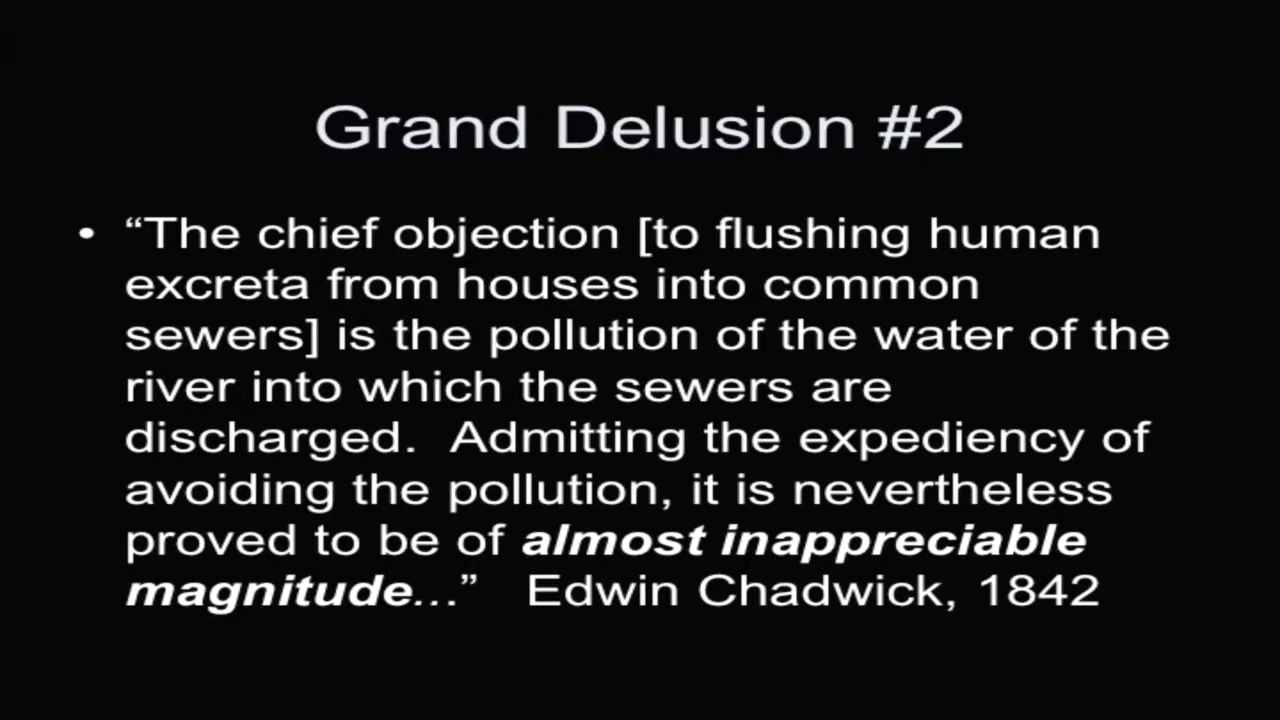 Grand Delusion #2
• “The chief objection [to flushing human
excreta from houses into common
sewers] is the pollution of the water of the
river into which the sewers are
discharged.  Admitting the expediency of
avoiding the pollution, it is nevertheless
proved to be of almost inappreciable
magnitude...”   Edwin Chadwick, 1842